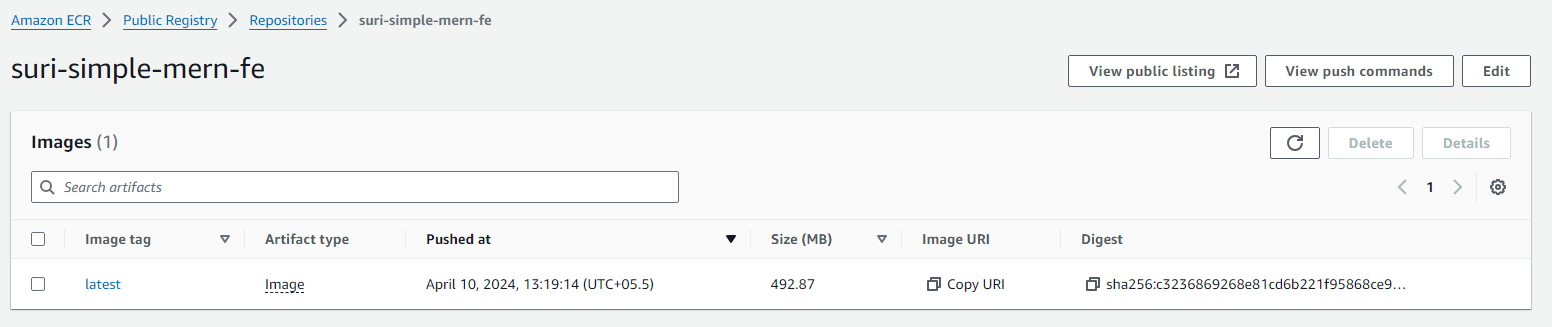 Amazon ECR > Public Registry > Repositories > suri-simple-mern-fe
suri-simple-mern-fe View public listing View push commands Edit
Images (1) Delete Details
Search artifacts 1
Image tag Artifact type Pushed at Size (MB) Image URI Digest
latest Image April 10, 2024, 13:19:14 (UTC+05.5) 492.87 Copy URI sha256:c3236869268e81cd6b221f95868ce9...